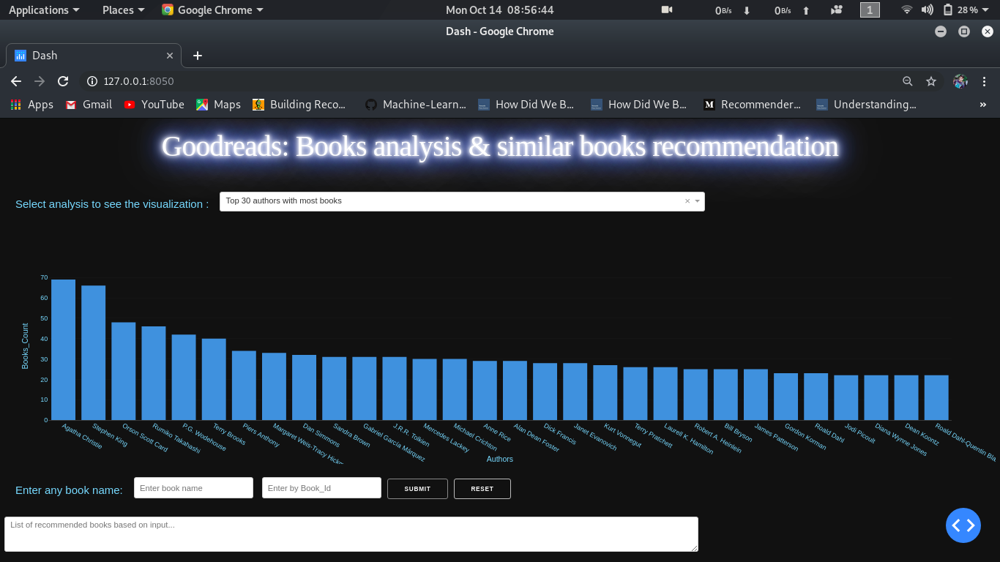 Applications Places Google Chrome Mon Oct 14 08:56:44 0B/s 0B/s 1 28 %
Dash - Google Chrome
Dash
127.0.0.1:8050
Apps Gmail YouTube Maps Building Reco... Machine-Learn... How Did We B... How Did We B... M Recommender... Understanding... »
Goodreads: Books analysis & similar books recommendation
Select analysis to see the visualization : Top 30 authors with most books ×
70
60
50
40
30
20
10
0
Books_Count
Agatha Christie
Stephen King
Orson Scott Card
Rumiko Takahashi
P.G. Wodehouse
Terry Brooks
Piers Anthony
Margaret Weis-Tracy Hickm
Dan Simmons
Sandra Brown
Gabriel García Márquez
J.R.R. Tolkien
Mercedes Lackey
Michael Crichton
Anne Rice
Alan Dean Foster
Dick Francis
Janet Evanovich
Kurt Vonnegut
Terry Pratchett
Laurell K. Hamilton
Robert A. Heinlein
Bill Bryson
James Patterson
Gordon Korman
Roald Dahl
Jodi Picoult
Diana Wynne Jones
Dean Koontz
Roald Dahl-Quentin Bla
Authors
Enter any book name: Enter book name Enter by Book_Id SUBMIT RESET
List of recommended books based on input...